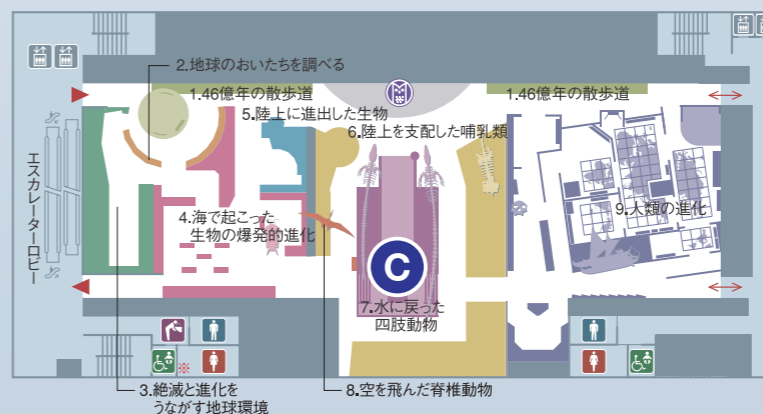 2.地球のおいたちを調べる
1.46億年の散歩道
1.46億年の散歩道
5.陸上に進出した生物
6.陸上を支配した哺乳類
エスカレーターロビー
4.海で起こった
生物の爆発的進化
9.人類の進化
C
7.水に戻った
四肢動物
※
3.絶滅と進化を
うながす地球環境
8.空を飛んだ脊椎動物